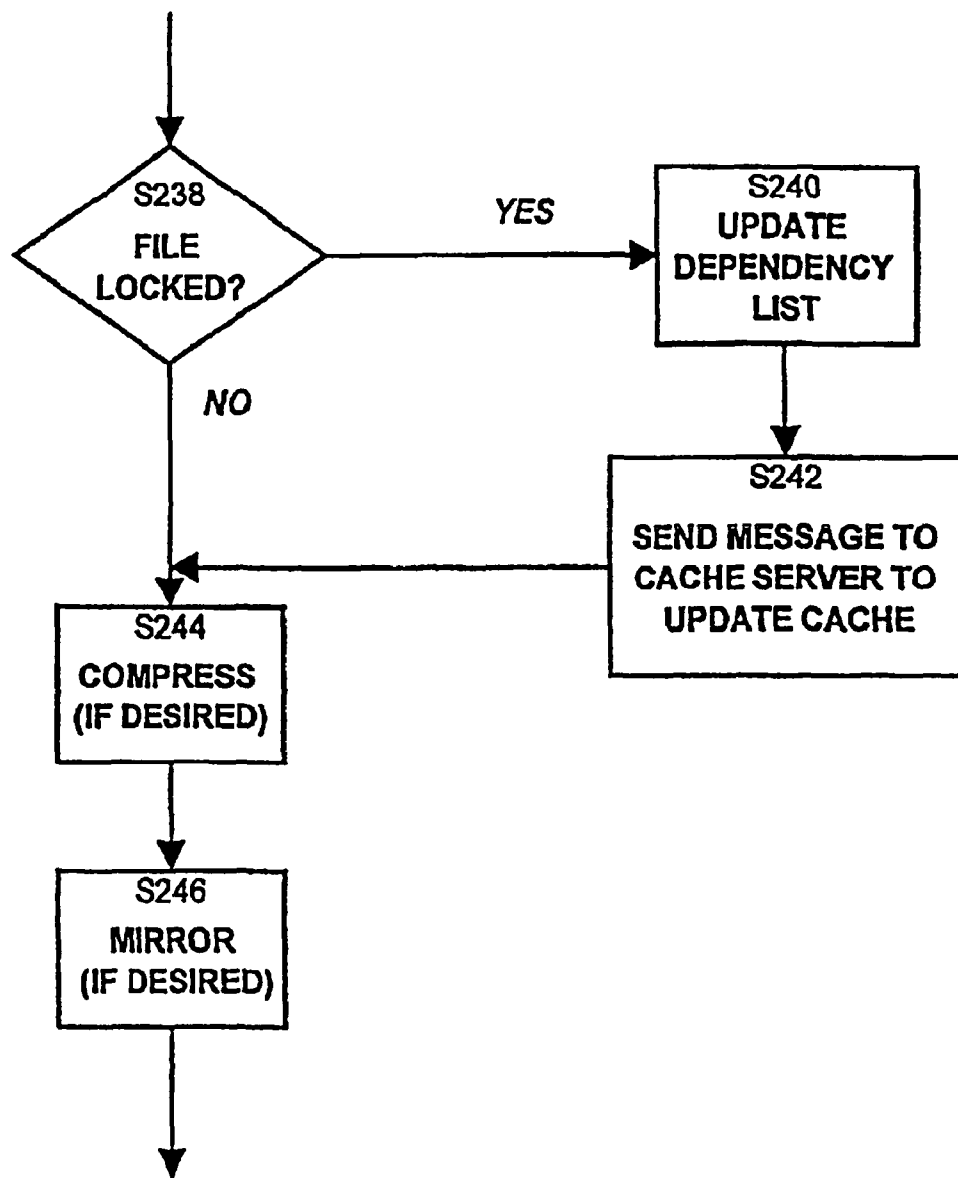 S238
FILE
LOCKED?
YES
S240
UPDATE
DEPENDENCY
LIST
NO
S242
SEND MESSAGE TO
CACHE SERVER TO
UPDATE CACHE
S244
COMPRESS
(IF DESIRED)
S246
MIRROR
(IF DESIRED)